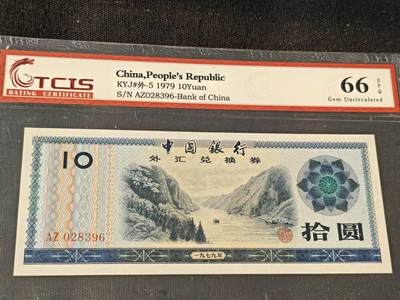 TCIS
RATING CERTIFICATE
China,People's Republic
KYJ#外-5 1979 10Yuan
S/N AZ028396-Bank of China
66
EPQ
Gem Uncirculated
中国银行
外汇兑换券
10
AZ 028396
拾圆
一九七九年